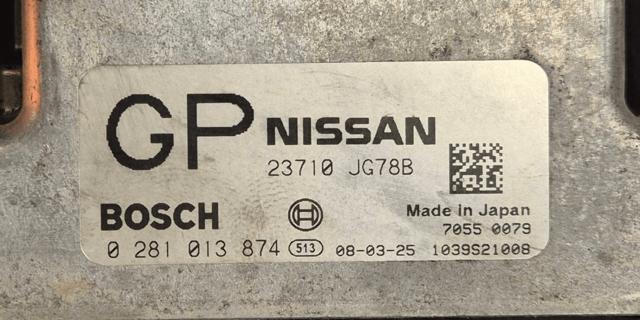 GP NISSAN
23710 JG78B
BOSCH
Made in Japan
7055 0079
0 281 013 874 513 08-03-25 1039S21008